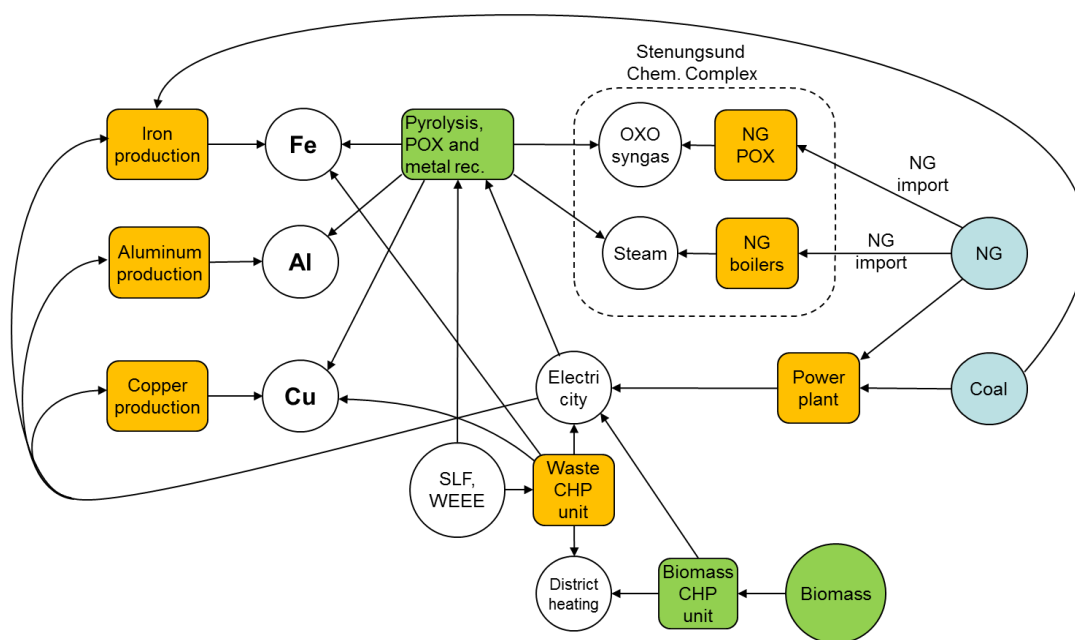 Stenungsund
Chem. Complex
Iron
production
Fe
Pyrolysis,
POX and
metal rec.
OXO
syngas
NG
POX
NG
import
Aluminum
production
Al
Steam
NG
boilers
NG
import
NG
Copper
production
Cu
Electri
city
Power
plant
Coal
SLF,
WEEE
Waste
CHP
unit
District
heating
Biomass
CHP
unit
Biomass